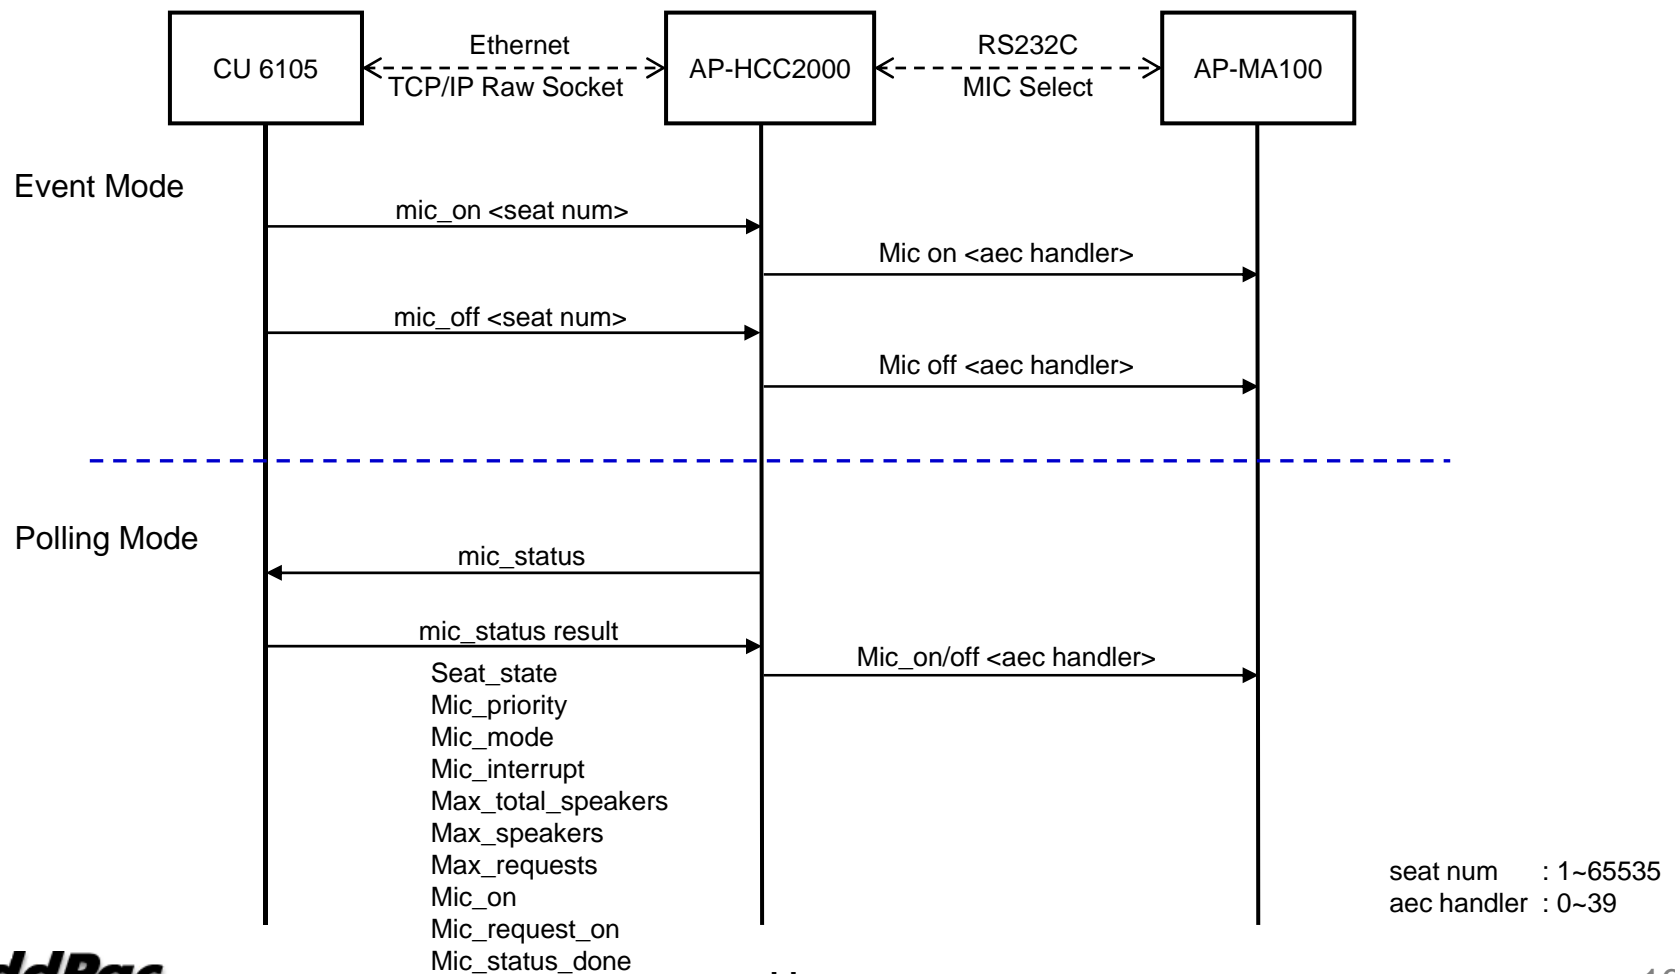 CU 6105
Ethernet
TCP/IP Raw Socket
AP-HCC2000
RS232C
MIC Select
AP-MA100
Event Mode
mic_on <seat num>
Mic on <aec handler>
mic_off <seat num>
Mic off <aec handler>
Polling Mode
mic_status
mic_status result
Mic_on/off <aec handler>
Seat_state
Mic_priority
Mic_mode
Mic_interrupt
Max_total_speakers
Max_speakers
Max_requests
Mic_on
Mic_request_on
Mic_status_done
seat num : 1~65535
aec handler : 0~39